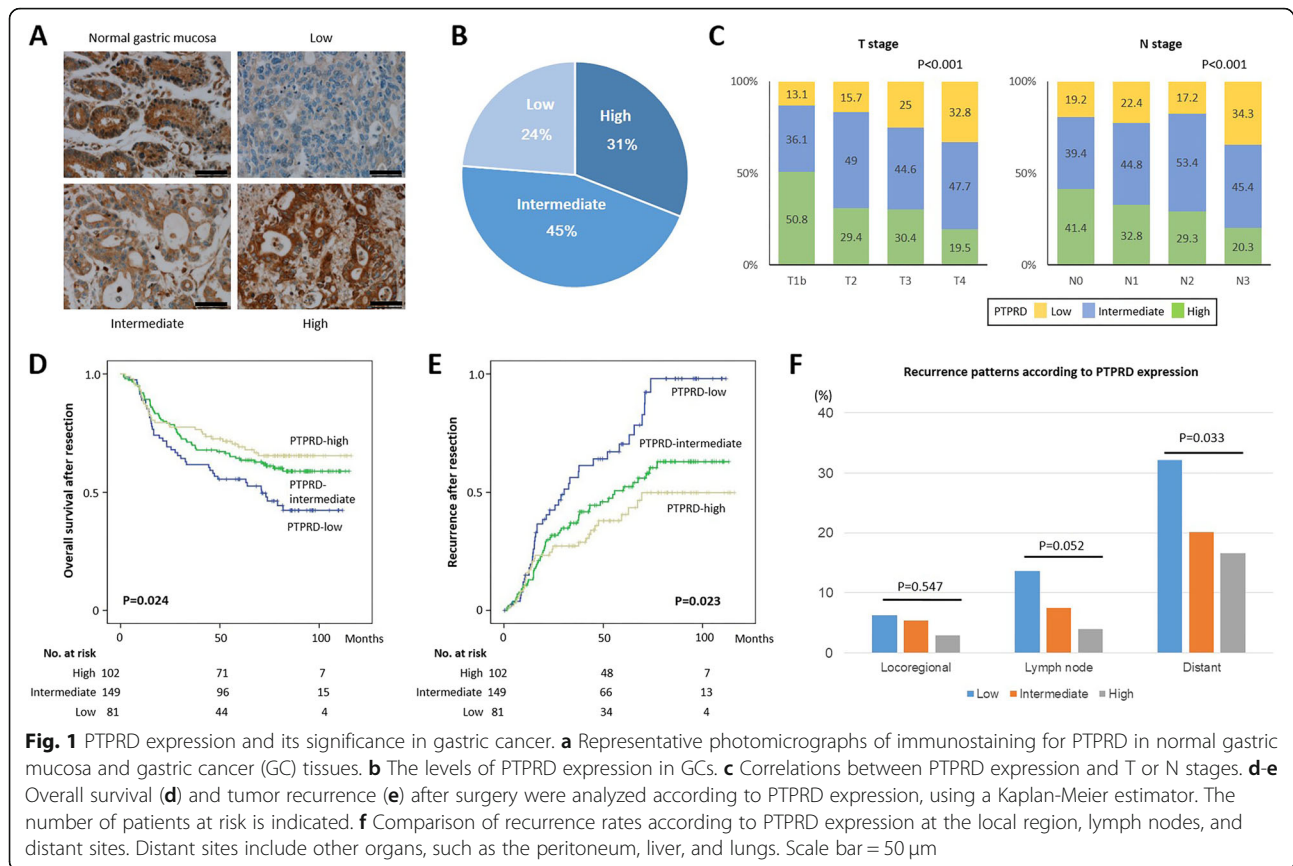 A
Normal gastric mucosa
Low
Intermediate
High
B
Low
24%
High
31%
Intermediate
45%
C
T stage
P<0.001
100%
50%
0%
13.1 15.7 25 32.8
36.1 49 44.6 47.7
50.8 29.4 30.4 19.5
T1b T2 T3 T4
N stage
P<0.001
100%
50%
0%
19.2 22.4 17.2 34.3
39.4 44.8 53.4 45.4
41.4 32.8 29.3 20.3
N0 N1 N2 N3
PTPRD Low Intermediate High
D
Overall survival after resection
1.0
0.5
0
PTPRD-high
PTPRD-
intermediate
PTPRD-low
P=0.024
0 50 100 Months
No. at risk
High 102 71 7
Intermediate 149 96 15
Low 81 44 4
E
Recurrence after resection
1.0
0.5
0
PTPRD-low
PTPRD-intermediate
PTPRD-high
P=0.023
0 50 100 Months
No. at risk
High 102 48 7
Intermediate 149 66 13
Low 81 34 4
F
Recurrence patterns according to PTPRD expression
(%)
40
30
20
10
0
P=0.547
P=0.052
P=0.033
Locoregional Lymph node Distant
Low Intermediate High
Fig. 1 PTPRD expression and its significance in gastric cancer. a Representative photomicrographs of immunostaining for PTPRD in normal gastric
mucosa and gastric cancer (GC) tissues. b The levels of PTPRD expression in GCs. c Correlations between PTPRD expression and T or N stages. d-e
Overall survival (d) and tumor recurrence (e) after surgery were analyzed according to PTPRD expression, using a Kaplan-Meier estimator. The
number of patients at risk is indicated. f Comparison of recurrence rates according to PTPRD expression at the local region, lymph nodes, and
distant sites. Distant sites include other organs, such as the peritoneum, liver, and lungs. Scale bar = 50 μm